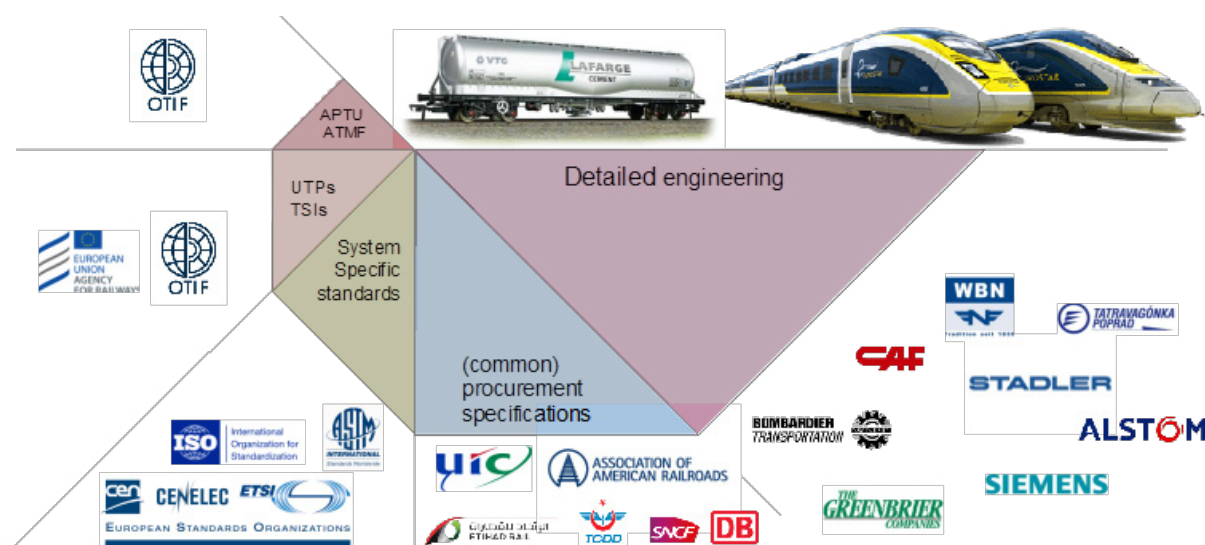 OTIF
APTU
ATMF
VTG
LAFARGE
CEMENT
Detailed engineering
UTPs
TSIs
System
Specific
standards
EUROPEAN
UNION
AGENCY
FOR RAILWAYS
OTIF
(common)
procurement
specifications
WBN
Tradition seit 1838
TATRAVAGÓNKA
POPRAD
CAF
STADLER
BOMBARDIER
TRANSPORTATION
ALSTOM
SIEMENS
THE
GREENBRIER
COMPANIES
ISO
International
Organization for
Standardization
ASTM
INTERNATIONAL
Standards Worldwide
cen
CENELEC
ETSI
EUROPEAN STANDARDS ORGANIZATIONS
uic
ASSOCIATION OF
AMERICAN RAILROADS
ETIHAD RAIL
TCDD
SNCF
DB